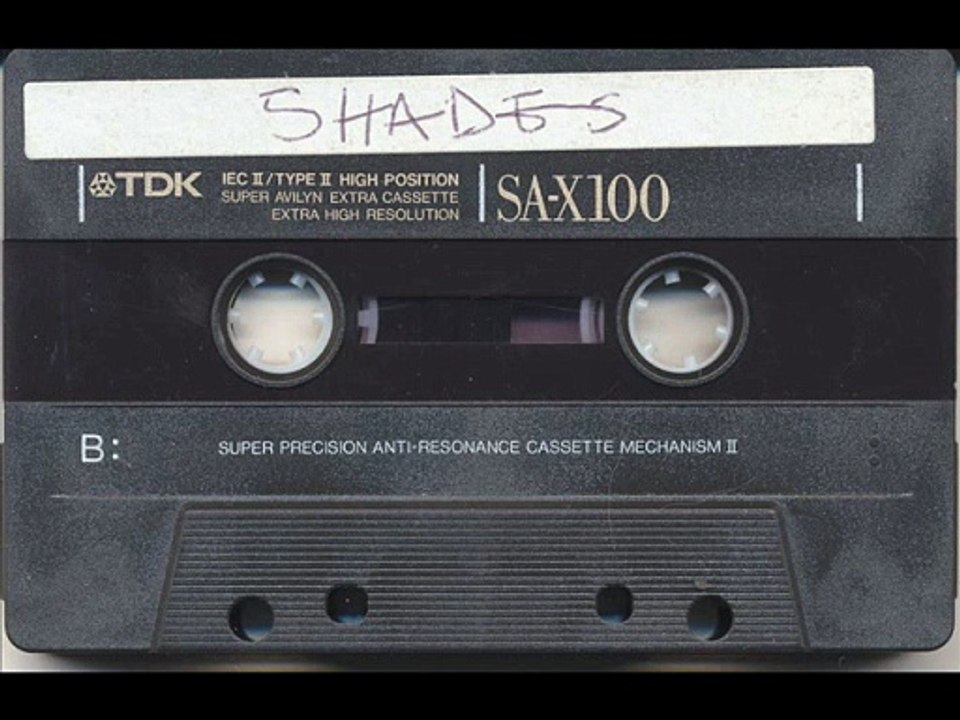 SHADES
TDK
IEC II/TYPE II HIGH POSITION
SUPER AVILYN EXTRA CASSETTE
EXTRA HIGH RESOLUTION
SA-X100
B:
SUPER PRECISION ANTI-RESONANCE CASSETTE MECHANISM II